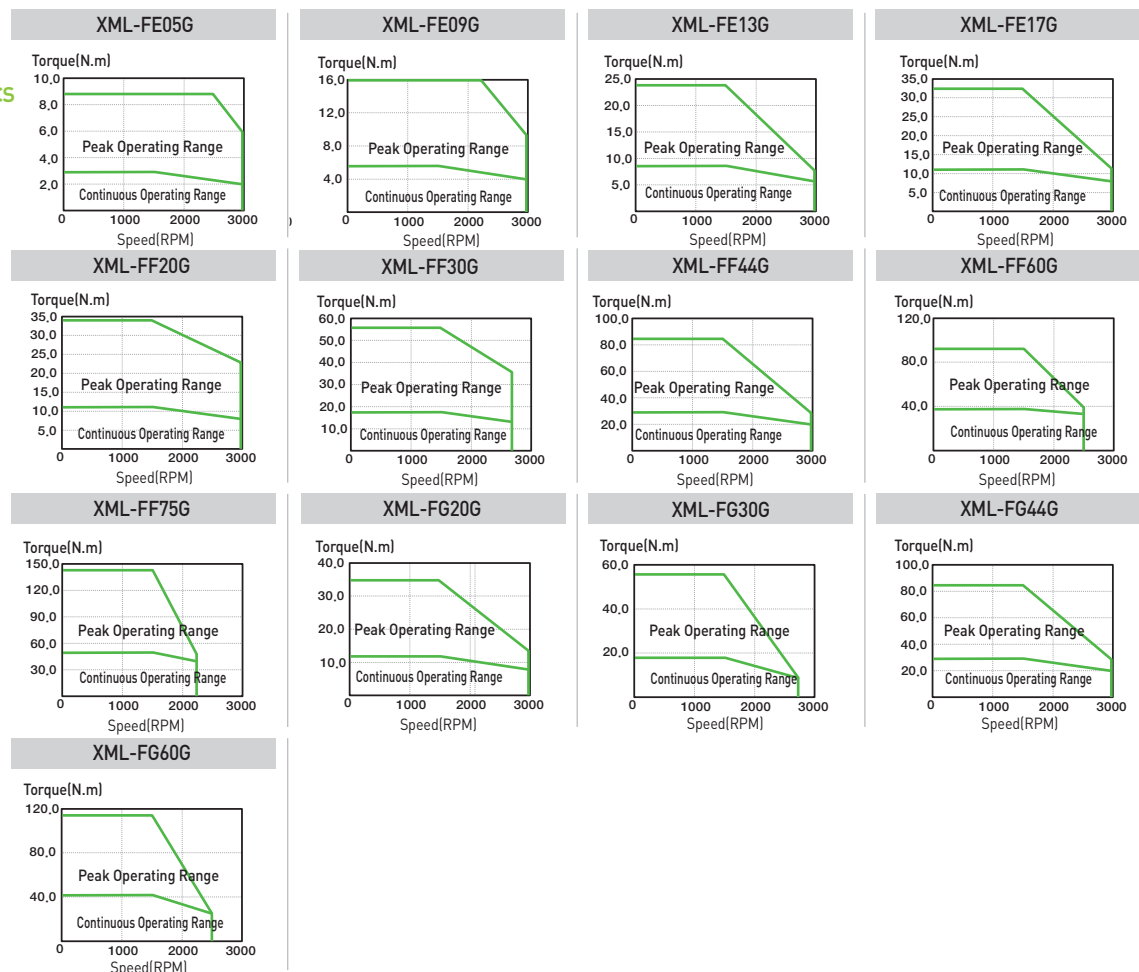 XML-FE05G
Torque(N.m)
10,0
8,0
6,0
4,0
2,0
Peak Operating Range
Continuous Operating Range
0 1000 2000 3000
Speed(RPM)
XML-FE09G
Torque(N.m)
16,0
12,0
8,0
4,0
Peak Operating Range
Continuous Operating Range
0 1000 2000 3000
Speed(RPM)
XML-FE13G
Torque(N.m)
25,0
20,0
15,0
10,0
5,0
Peak Operating Range
Continuous Operating Range
0 1000 2000 3000
Speed(RPM)
XML-FE17G
Torque(N.m)
35,0
30,0
25,0
20,0
15,0
10,0
5,0
Peak Operating Range
Continuous Operating Range
0 1000 2000 3000
Speed(RPM)
XML-FF20G
Torque(N.m)
35,0
30,0
25,0
20,0
15,0
10,0
5,0
Peak Operating Range
Continuous Operating Range
0 1000 2000 3000
Speed(RPM)
XML-FF30G
Torque(N.m)
60,0
50,0
40,0
30,0
20,0
10,0
Peak Operating Range
Continuous Operating Range
0 1000 2000 3000
Speed(RPM)
XML-FF44G
Torque(N.m)
100,0
80,0
60,0
40,0
20,0
Peak Operating Range
Continuous Operating Range
0 1000 2000 3000
Speed(RPM)
XML-FF60G
Torque(N.m)
120,0
80,0
40,0
Peak Operating Range
Continuous Operating Range
0 1000 2000 3000
Speed(RPM)
XML-FF75G
Torque(N.m)
150,0
120,0
90,0
60,0
30,0
Peak Operating Range
Continuous Operating Range
0 1000 2000 3000
Speed(RPM)
XML-FG20G
Torque(N.m)
40,0
30,0
20,0
10,0
Peak Operating Range
Continuous Operating Range
0 1000 2000 3000
Speed(RPM)
XML-FG30G
Torque(N.m)
60,0
40,0
20,0
Peak Operating Range
Continuous Operating Range
0 1000 2000 3000
Speed(RPM)
XML-FG44G
Torque(N.m)
100,0
80,0
60,0
40,0
20,0
Peak Operating Range
Continuous Operating Range
0 1000 2000 3000
Speed(RPM)
XML-FG60G
Torque(N.m)
120,0
80,0
40,0
Peak Operating Range
Continuous Operating Range
0 1000 2000 3000
Speed(RPM)